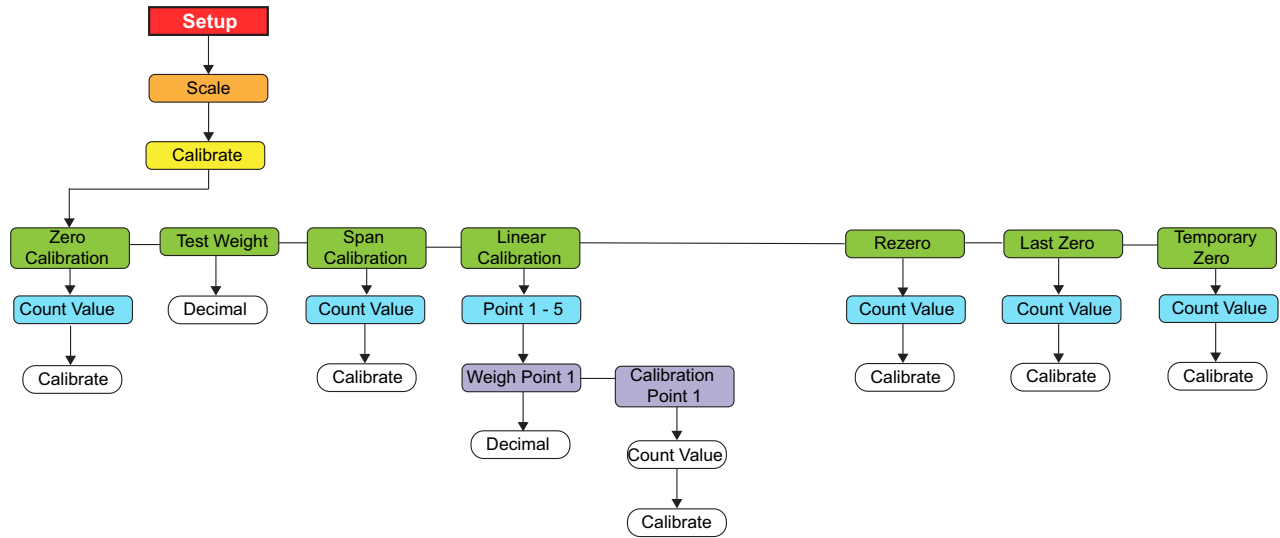 Setup
Scale
Calibrate
Zero
Calibration
Test Weight
Span
Calibration
Linear
Calibration
Rezero
Last Zero
Temporary
Zero
Count Value
Decimal
Count Value
Point 1 - 5
Count Value
Count Value
Count Value
Calibrate
Calibrate
Weigh Point 1
Calibration
Point 1
Calibrate
Calibrate
Calibrate
Decimal
Count Value
Calibrate